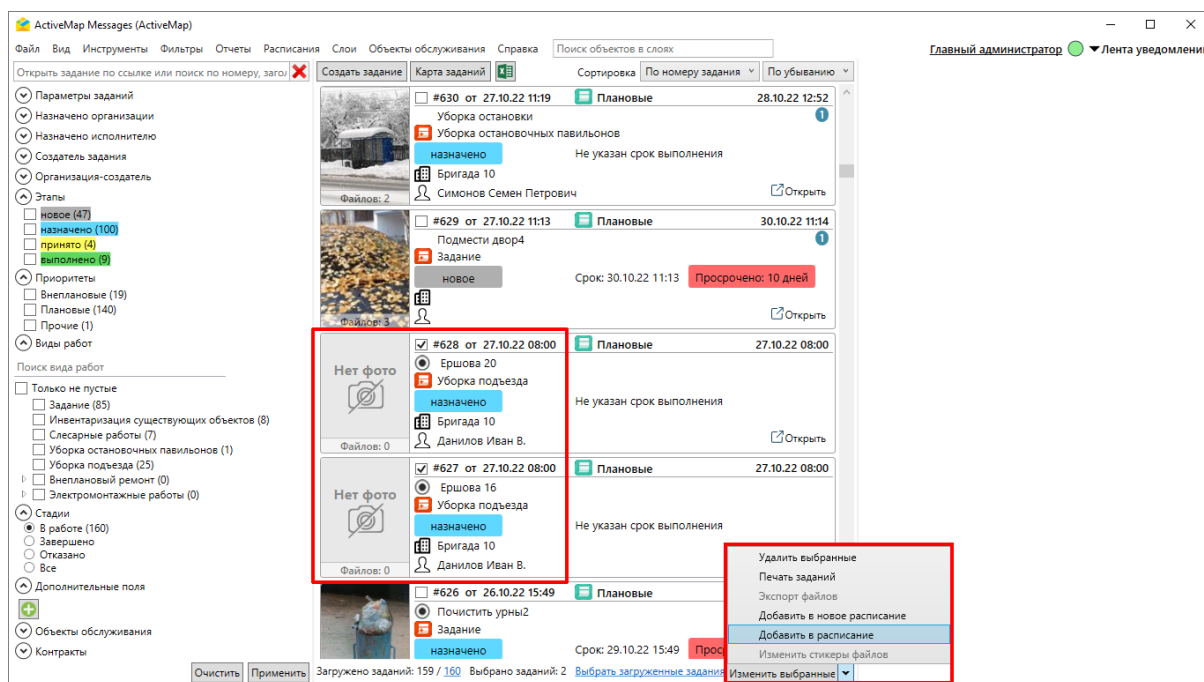 ActiveMap Messages (ActiveMap)
Файл Вид Инструменты Фильтры Отчеты Расписания Слои Объекты обслуживания Справка Поиск объектов в слоях Главный администратор Лента уведомлений
Открыть задание по ссылке или поиск по номеру, заго Создать задание Карта заданий Сортировка По номеру задания По убыванию
Параметры заданий
Назначено организации
Назначено исполнителю
Создатель задания
Организация-создатель
Этапы
новое (47)
назначено (100)
принято (4)
выполнено (9)
Приоритеты
Внеплановые (19)
Плановые (140)
Прочие (1)
Виды работ
Поиск вида работ
Только не пустые
Задание (85)
Инвентаризация существующих объектов (8)
Слесарные работы (7)
Уборка остановочных павильонов (1)
Уборка подъезда (25)
Внеплановый ремонт (0)
Электромонтажные работы (0)
Стадии
В работе (160)
Завершено
Отказано
Все
Дополнительные поля
Объекты обслуживания
Контракты
Очистить Применить
#630 от 27.10.22 11:19 Плановые 28.10.22 12:52
Уборка остановки 1
Уборка остановочных павильонов
назначено Не указан срок выполнения
Бригада 10
Симонов Семен Петрович Открыть
Файлов: 2
#629 от 27.10.22 11:13 Плановые 30.10.22 11:14
Подмести двор4 1
Задание
новое Срок: 30.10.22 11:13 Просрочено: 10 дней
Открыть
Файлов: 3
#628 от 27.10.22 08:00 Плановые 27.10.22 08:00
Нет фото Ершова 20
Уборка подъезда
назначено Не указан срок выполнения
Бригада 10
Данилов Иван В. Открыть
Файлов: 0
#627 от 27.10.22 08:00 Плановые 27.10.22 08:00
Нет фото Ершова 16
Уборка подъезда
назначено Не указан срок выполнения
Бригада 10
Данилов Иван В.
Файлов: 0
#626 от 26.10.22 15:49 Плановые
Почистить урны2
Задание
назначено Срок: 29.10.22 15:49
Удалить выбранные
Печать заданий
Экспорт файлов
Добавить в новое расписание
Добавить в расписание
Изменить стикеры файлов
Загружено заданий: 159 / 160 Выбрано заданий: 2 Выбрать загруженные задания Изменить выбранные